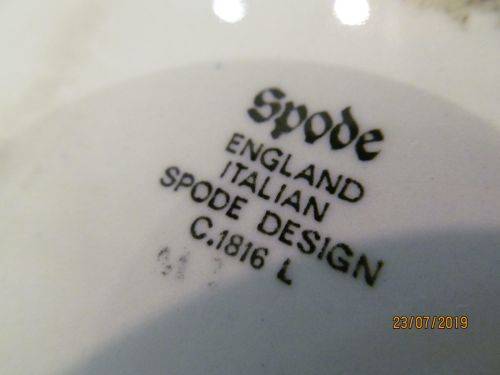 Spode
ENGLAND
ITALIAN
SPODE DESIGN
C.1816 L
23/07/2019